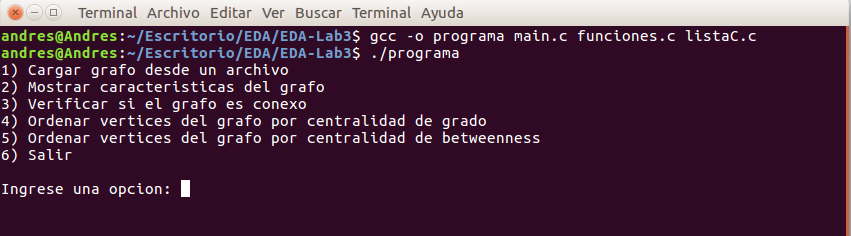 Terminal Archivo Editar Ver Buscar Terminal Ayuda
andres@Andres:~/Escritorio/EDA/EDA-Lab3$ gcc -o programa main.c funciones.c listaC.c
andres@Andres:~/Escritorio/EDA/EDA-Lab3$ ./programa
1) Cargar grafo desde un archivo
2) Mostrar caracteristicas del grafo
3) Verificar si el grafo es conexo
4) Ordenar vertices del grafo por centralidad de grado
5) Ordenar vertices del grafo por centralidad de betweenness
6) Salir
Ingrese una opcion: